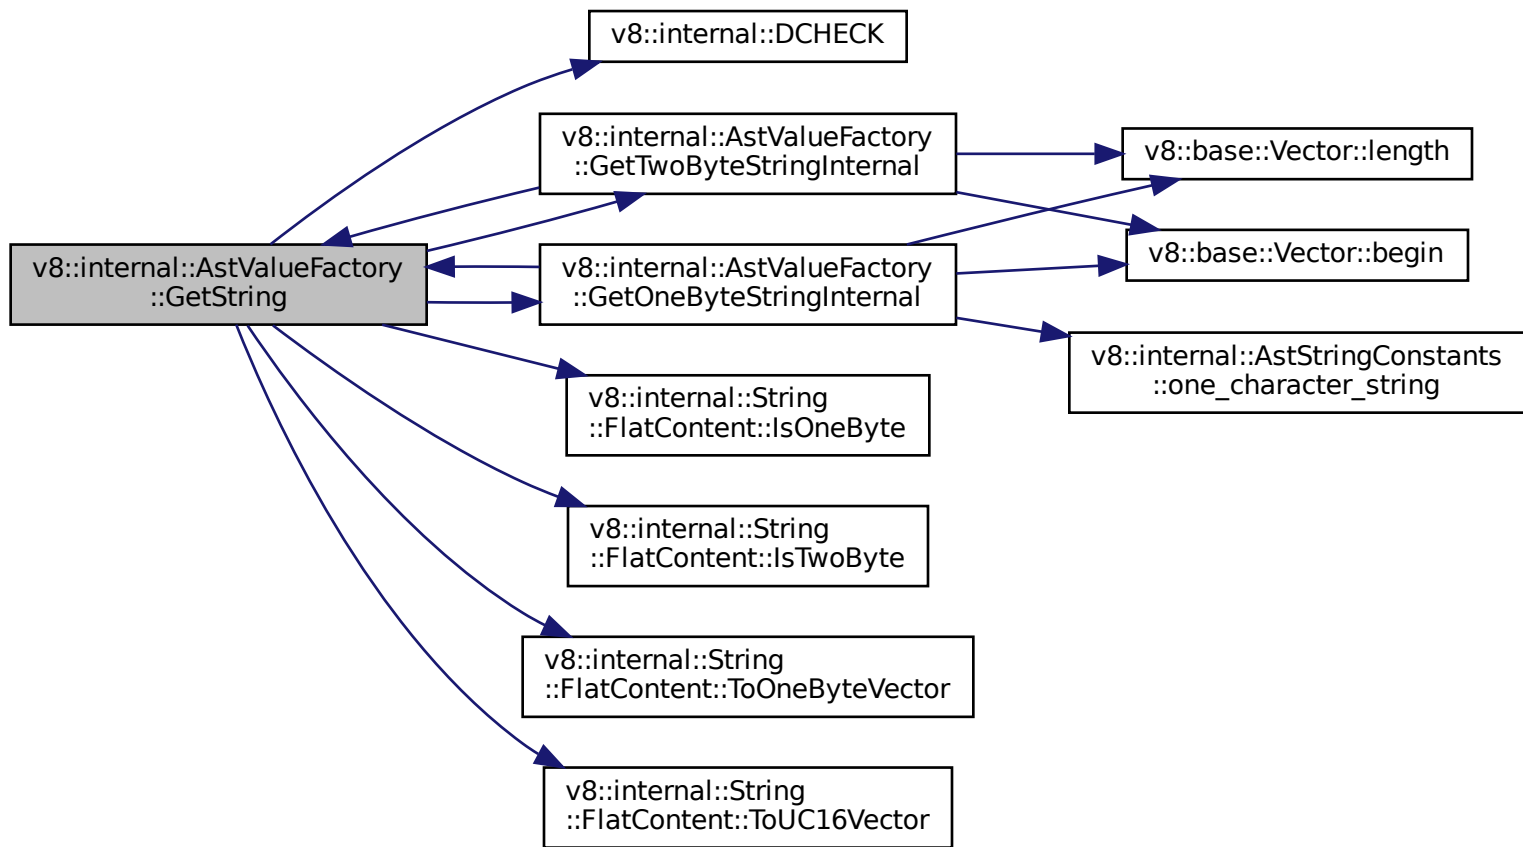 v8::internal::DCHECK
v8::internal::AstValueFactory
::GetTwoByteStringInternal
v8::base::Vector::length
v8::internal::AstValueFactory
::GetString
v8::internal::AstValueFactory
::GetOneByteStringInternal
v8::base::Vector::begin
v8::internal::AstStringConstants
::one_character_string
v8::internal::String
::FlatContent::IsOneByte
v8::internal::String
::FlatContent::IsTwoByte
v8::internal::String
::FlatContent::ToOneByteVector
v8::internal::String
::FlatContent::ToUC16Vector